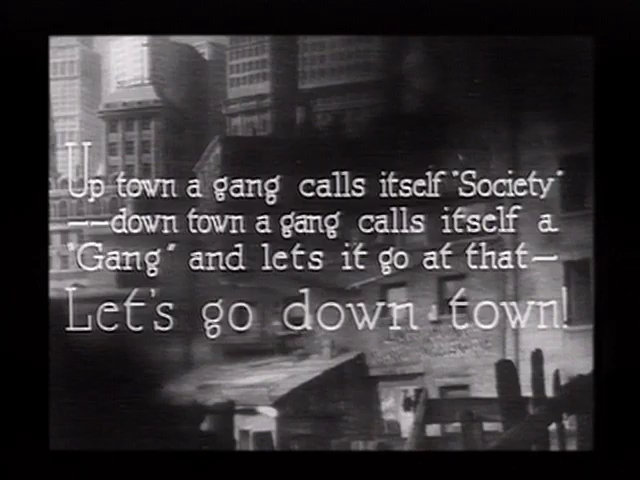 Up town a gang calls itself "Society"
——down town a gang calls itself a
"Gang" and lets it go at that—
Let's go down town!